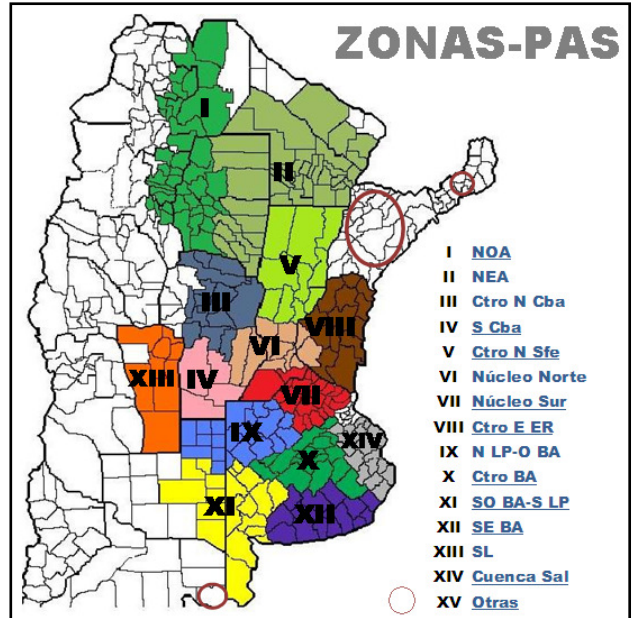 ZONAS-PAS
I
II
III
V
VIII
VI
IV
XIII
VII
IX
XIV
X
XI
XII
I NOA
II NEA
III Ctro N Cba
IV S Cba
V Ctro N Sfe
VI Núcleo Norte
VII Núcleo Sur
VIII Ctro E ER
IX N LP-O BA
X Ctro BA
XI SO BA-S LP
XII SE BA
XIII SL
XIV Cuenca Sal
XV Otras